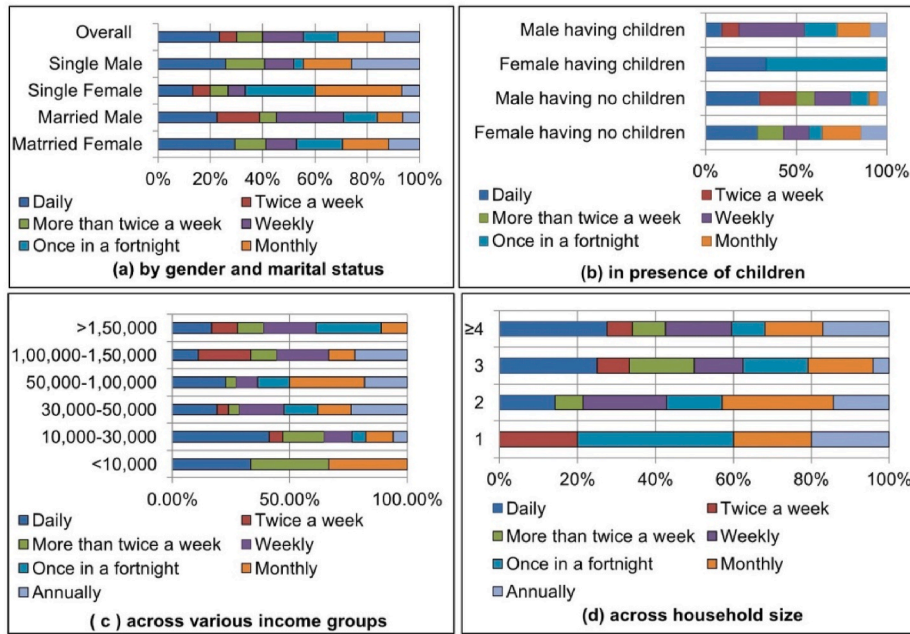 Overall
Single Male
Single Female
Married Male
Matrried Female
0% 20% 40% 60% 80% 100%
Daily Twice a week
More than twice a week Weekly
Once in a fortnight Monthly
(a) by gender and marital status
Male having children
Female having children
Male having no children
Female having no children
0% 50% 100%
Daily Twice a week
More than twice a week Weekly
Once in a fortnight Monthly
(b) in presence of children
>1,50,000
1,00,000-1,50,000
50,000-1,00,000
30,000-50,000
10,000-30,000
<10,000
0.00% 50.00% 100.00%
Daily Twice a week
More than twice a week Weekly
Once in a fortnight Monthly
Annually
( c ) across various income groups
≥4
3
2
1
0% 20% 40% 60% 80% 100%
Daily Twice a week
More than twice a week Weekly
Once in a fortnight Monthly
Annually
(d) across household size